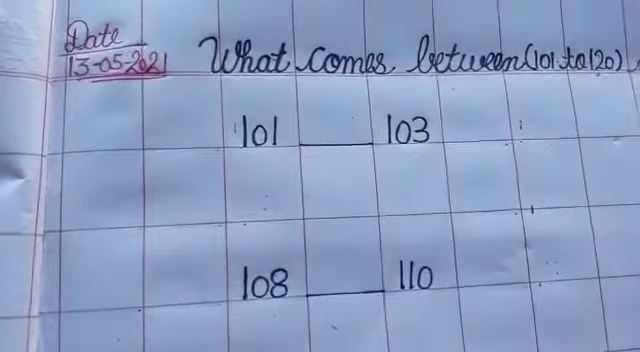 Date
13-05-2021
What comes between (101 to 120)
101 ___ 103
108 ___ 110